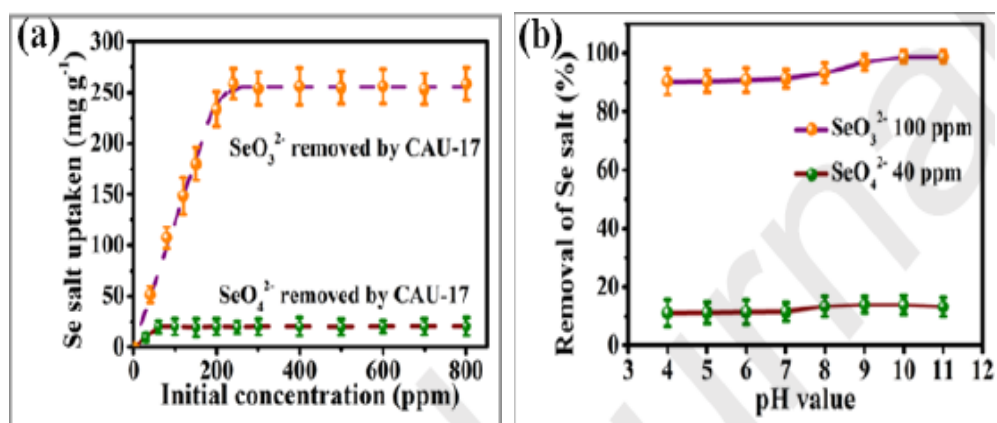 (a)
300
250
200
150
100
50
0
Se salt uptaken (mg g⁻¹)
SeO₃²⁻ removed by CAU-17
SeO₄²⁻ removed by CAU-17
0 200 400 600 800
Initial concentration (ppm)
(b)
100
80
60
40
20
0
Removal of Se salt (%)
SeO₃²⁻ 100 ppm
SeO₄²⁻ 40 ppm
3 4 5 6 7 8 9 10 11 12
pH value